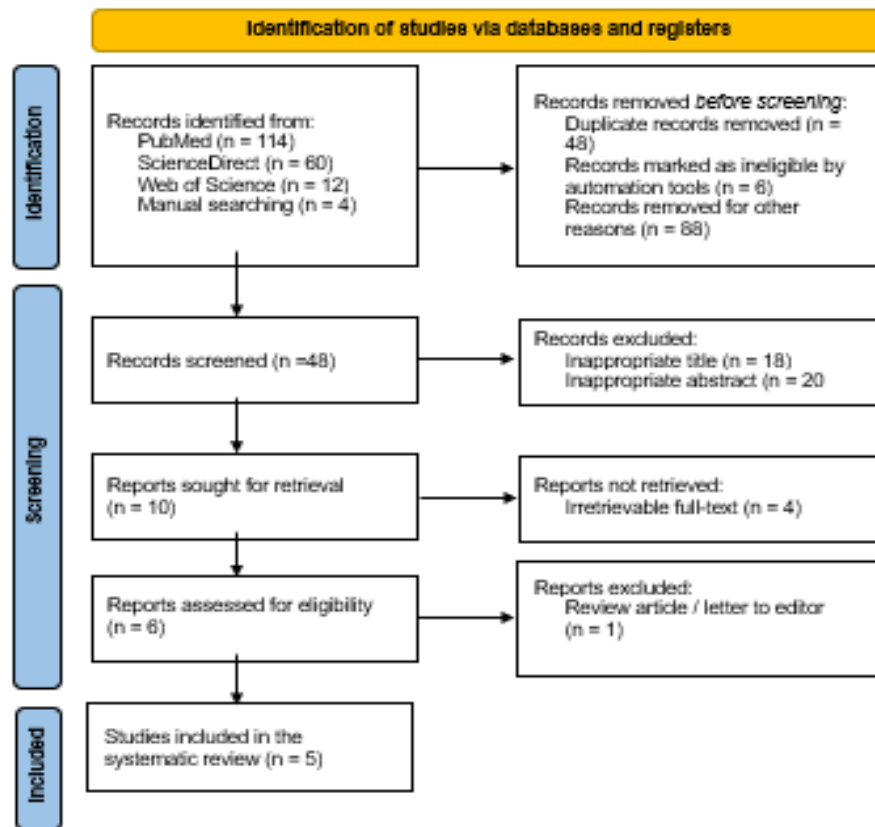 Identification of studies via databases and registers
Identification
Records identified from:
PubMed (n = 114)
ScienceDirect (n = 60)
Web of Science (n = 12)
Manual searching (n = 4)
Records removed before screening:
Duplicate records removed (n =
48)
Records marked as ineligible by
automation tools (n = 6)
Records removed for other
reasons (n = 88)
Screening
Records screened (n =48)
Records excluded:
Inappropriate title (n = 18)
Inappropriate abstract (n = 20
Reports sought for retrieval
(n = 10)
Reports not retrieved:
Irretrievable full-text (n = 4)
Reports assessed for eligibility
(n = 6)
Reports excluded:
Review article / letter to editor
(n = 1)
Included
Studies included in the
systematic review (n = 5)